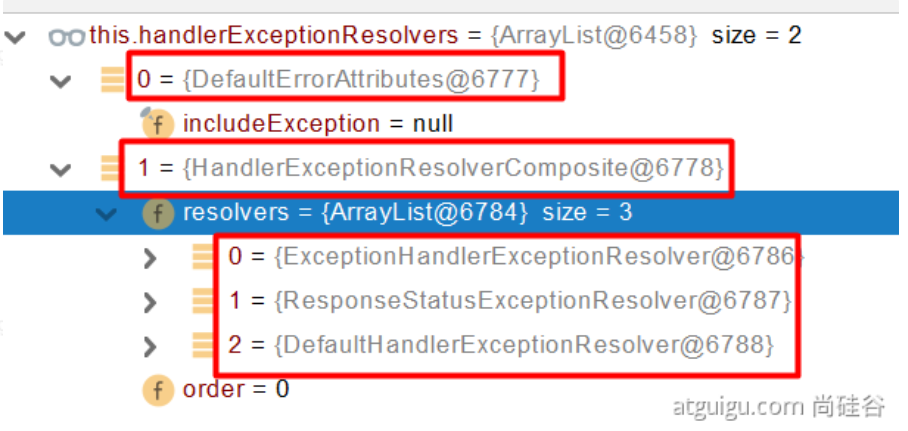 this.handlerExceptionResolvers = {ArrayList@6458} size = 2
0 = {DefaultErrorAttributes@6777}
f includeException = null
1 = {HandlerExceptionResolverComposite@6778}
f resolvers = {ArrayList@6784} size = 3
0 = {ExceptionHandlerExceptionResolver@6786}
1 = {ResponseStatusExceptionResolver@6787}
2 = {DefaultHandlerExceptionResolver@6788}
f order = 0
atguigu.com 尚硅谷